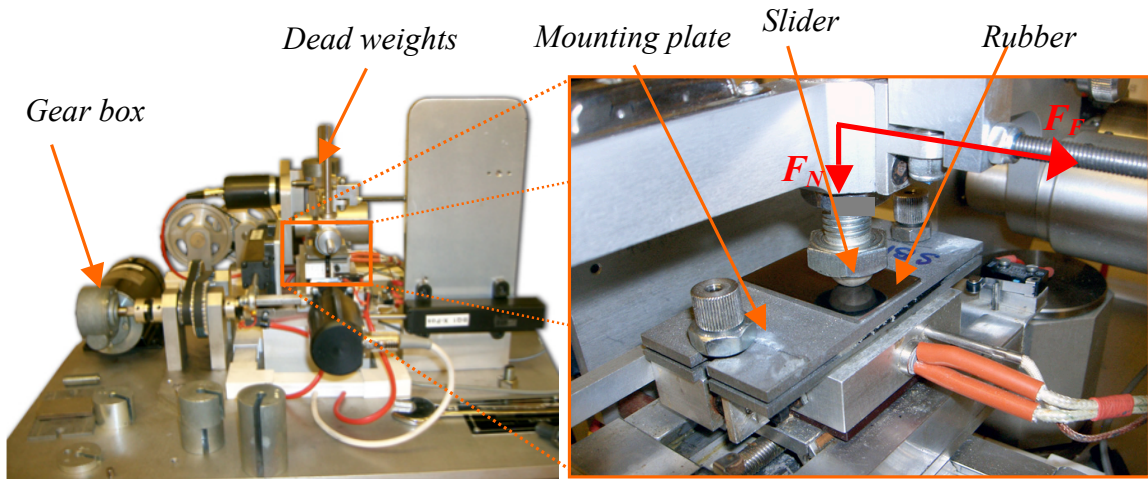 Dead weights
Mounting plate
Slider
Rubber
Gear box
F_N
F_F